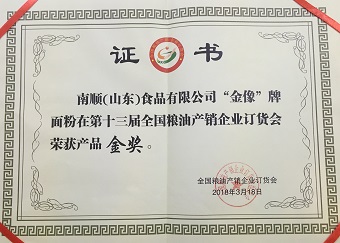 证书
南顺(山东)食品有限公司“金像”牌
面粉在第十三届全国粮油产销企业订货会
荣获产品 金奖。
全国粮油产销企业订货会
2018年3月18日